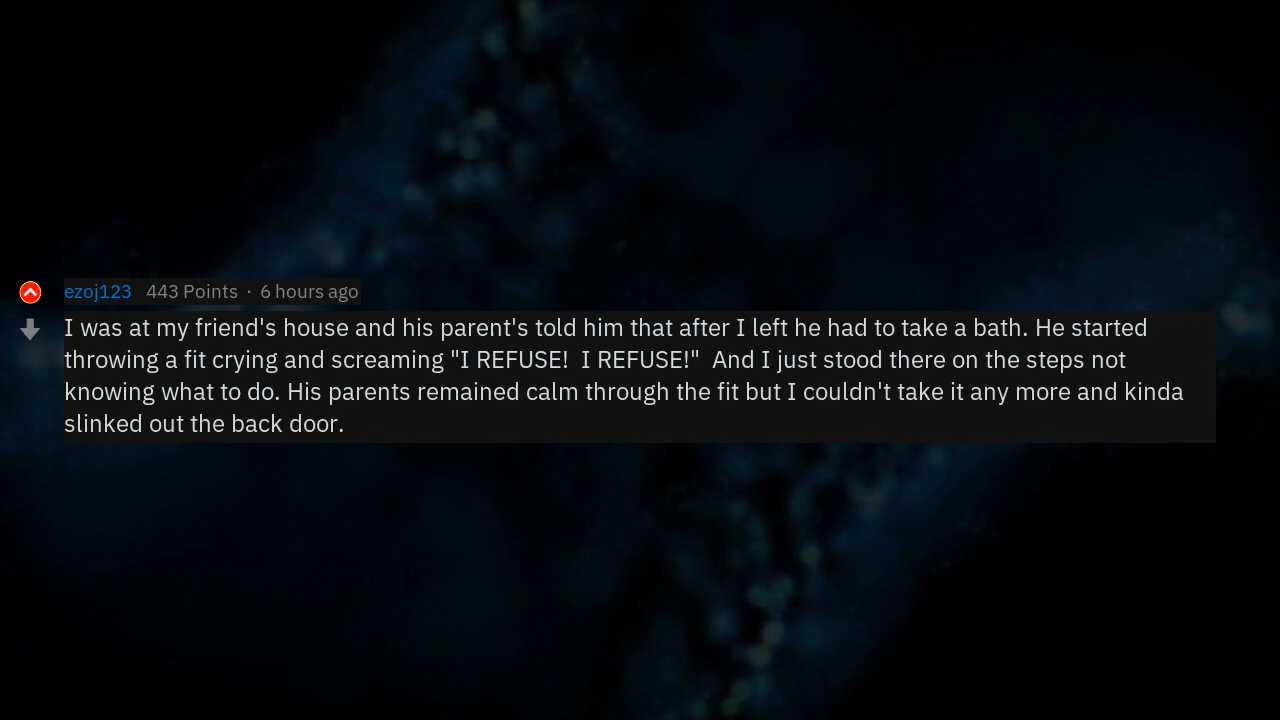 ezoj123 443 Points · 6 hours ago
I was at my friend's house and his parent's told him that after I left he had to take a bath. He started
throwing a fit crying and screaming "I REFUSE!  I REFUSE!"  And I just stood there on the steps not
knowing what to do. His parents remained calm through the fit but I couldn't take it any more and kinda
slinked out the back door.